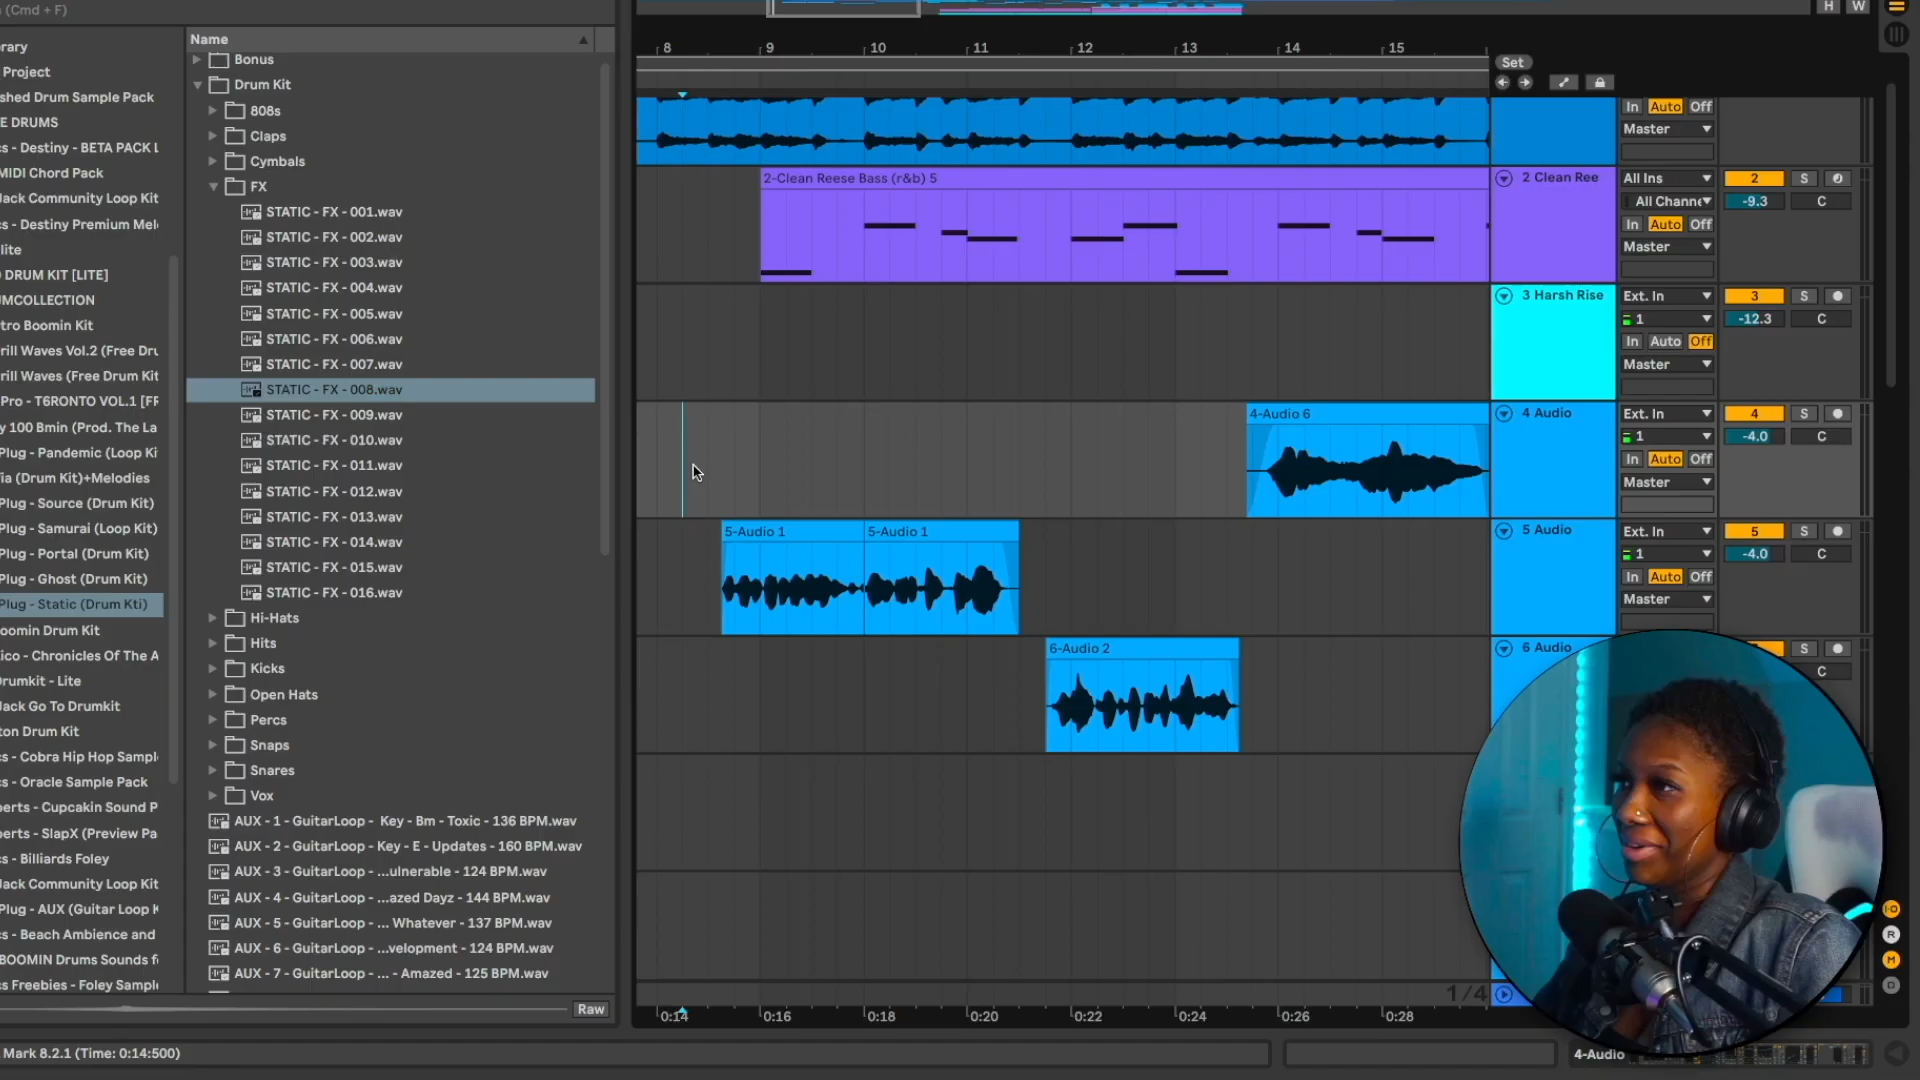 (Cmd + F)
H W
rary
Project
shed Drum Sample Pack
E DRUMS
cs - Destiny - BETA PACK L
MIDI Chord Pack
Jack Community Loop Kit
cs - Destiny Premium Mel
lite
DRUM KIT [LITE]
UMCOLLECTION
tro Boomin Kit
rill Waves Vol.2 (Free Dru
rill Waves (Free Drum Kit
Pro - T6RONTO VOL.1 [FF
y 100 Bmin (Prod. The La
Plug - Pandemic (Loop Ki
ia (Drum Kit)+Melodies
Plug - Source (Drum Kit)
Plug - Samurai (Loop Kit)
Plug - Portal (Drum Kit)
Plug - Ghost (Drum Kit)
Plug - Static (Drum Kti)
oomin Drum Kit
ico - Chronicles Of The A
Drumkit - Lite
Jack Go To Drumkit
ton Drum Kit
cs - Cobra Hip Hop Sampl
cs - Oracle Sample Pack
berts - Cupcakin Sound P
berts - SlapX (Preview Pa
cs - Billiards Foley
Jack Community Loop Kit
Plug - AUX (Guitar Loop K
cs - Beach Ambience and
BOOMIN Drums Sounds fo
cs Freebies - Foley Sampl
Name
Bonus
Drum Kit
808s
Claps
Cymbals
FX
STATIC - FX - 001.wav
STATIC - FX - 002.wav
STATIC - FX - 003.wav
STATIC - FX - 004.wav
STATIC - FX - 005.wav
STATIC - FX - 006.wav
STATIC - FX - 007.wav
STATIC - FX - 008.wav
STATIC - FX - 009.wav
STATIC - FX - 010.wav
STATIC - FX - 011.wav
STATIC - FX - 012.wav
STATIC - FX - 013.wav
STATIC - FX - 014.wav
STATIC - FX - 015.wav
STATIC - FX - 016.wav
Hi-Hats
Hits
Kicks
Open Hats
Percs
Snaps
Snares
Vox
AUX - 1 - GuitarLoop - Key - Bm - Toxic - 136 BPM.wav
AUX - 2 - GuitarLoop - Key - E - Updates - 160 BPM.wav
AUX - 3 - GuitarLoop - ...ulnerable - 124 BPM.wav
AUX - 4 - GuitarLoop - ...azed Dayz - 144 BPM.wav
AUX - 5 - GuitarLoop - ... Whatever - 137 BPM.wav
AUX - 6 - GuitarLoop - ...velopment - 124 BPM.wav
AUX - 7 - GuitarLoop - ... - Amazed - 125 BPM.wav
Raw
8 9 10 11 12 13 14 15
Set
In Auto Off
Master
2-Clean Reese Bass (r&b) 5
2 Clean Ree
All Ins
2 S
All Channe
-9.3 C
In Auto Off
Master
3 Harsh Rise
Ext. In
3 S
1
-12.3 C
In Auto Off
Master
4-Audio 6
4 Audio
Ext. In
4 S
1
-4.0 C
In Auto Off
Master
5-Audio 1
5-Audio 1
5 Audio
Ext. In
5 S
1
-4.0 C
In Auto Off
Master
6-Audio 2
6 Audio
S
C
1/4
0:14 0:16 0:18 0:20 0:22 0:24 0:26 0:28
I·O
R
M
D
Mark 8.2.1 (Time: 0:14:500)
4-Audio